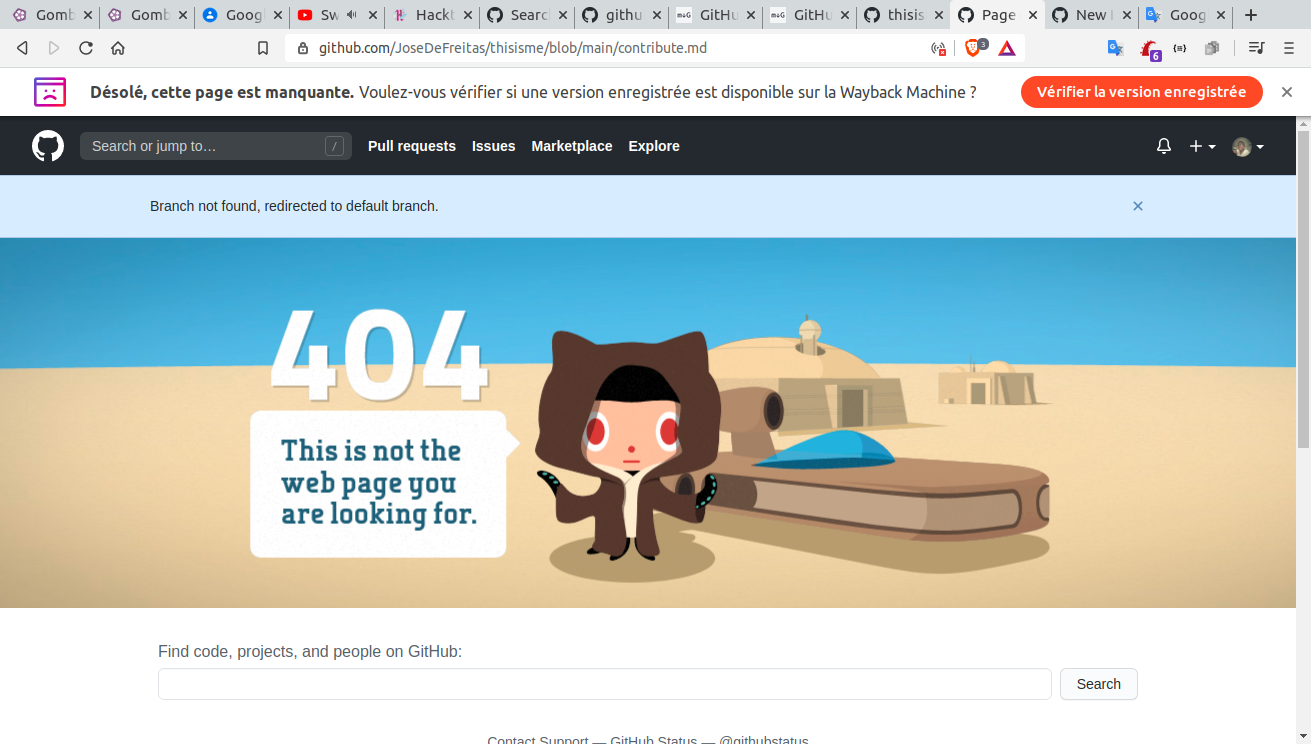 Gomb
Gomb
Goog
Sw
Hackt
Searc
githu
GitHu
GitHu
thisis
Page
New
Goog
github.com/JoseDeFreitas/thisisme/blob/main/contribute.md
3
6
Désolé, cette page est manquante. Voulez-vous vérifier si une version enregistrée est disponible sur la Wayback Machine ?
Vérifier la version enregistrée
Search or jump to…
/
Pull requests
Issues
Marketplace
Explore
Branch not found, redirected to default branch.
404
This is not the
web page you
are looking for.
Find code, projects, and people on GitHub:
Search
Contact Support — GitHub Status — @githubstatus